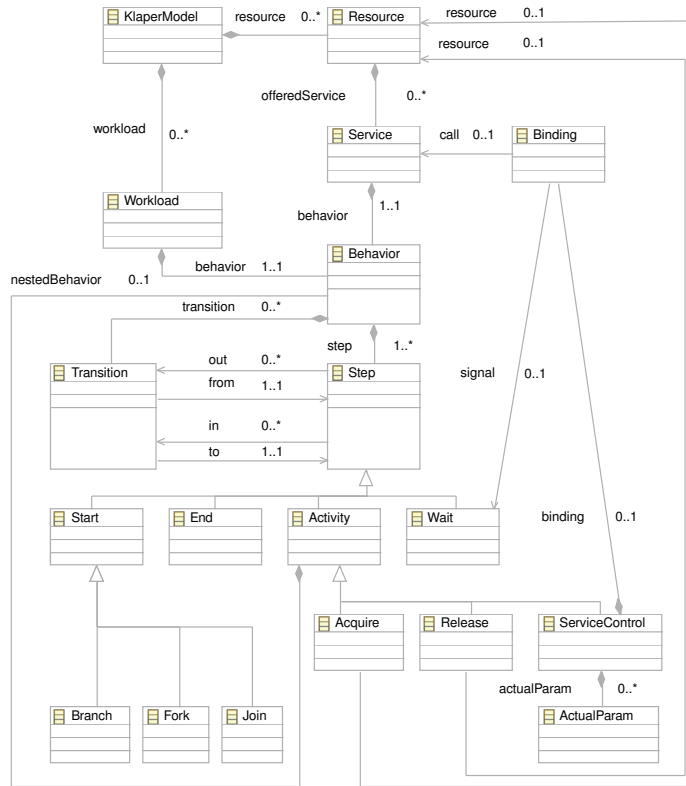 KlaperModel resource 0..* Resource resource 0..1
resource 0..1
offeredService 0..*
workload 0..*
Service call 0..1 Binding
Workload
behavior 1..1
Behavior
nestedBehavior 0..1 behavior 1..1
transition 0..*
step 1..*
Transition out 0..* Step signal 0..1
from 1..1
in 0..*
to 1..1
Start End Activity Wait binding 0..1
Acquire Release ServiceControl
actualParam 0..*
Branch Fork Join ActualParam